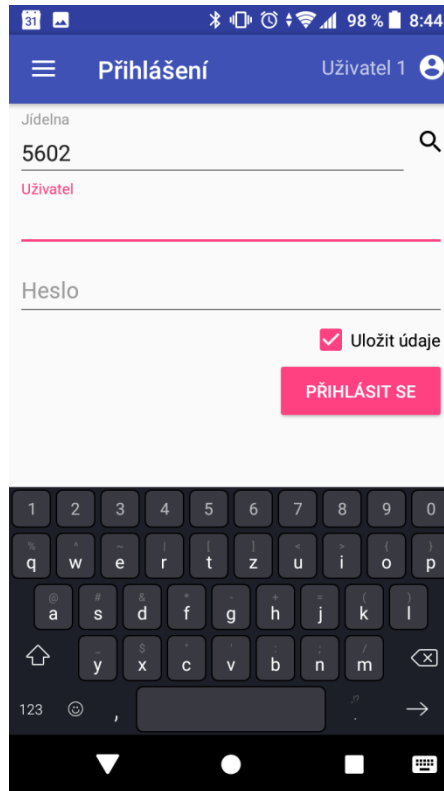 31 98 % 8:44
Přihlášení Uživatel 1
Jídelna
5602
Uživatel
Heslo
Uložit údaje
PŘIHLÁSIT SE
1 2 3 4 5 6 7 8 9 0
% ^ ~ | [ ] < > { }
q w e r t z u i o p
@ # & * - + = ( )
a s d f g h j k l
_ $ " ' : ; /
y x c v b n m
123 , .!?